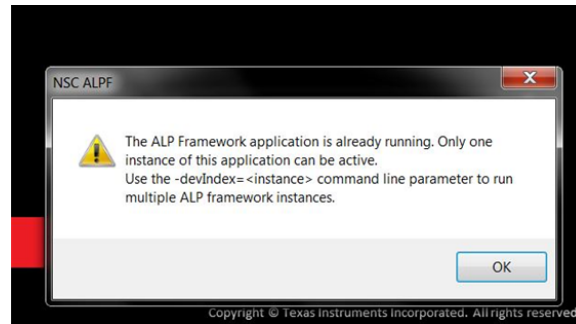 NSC ALPF
The ALP Framework application is already running. Only one
instance of this application can be active.
Use the -devIndex=<instance> command line parameter to run
multiple ALP framework instances.
OK
Copyright © Texas Instruments Incorporated. All rights reserved